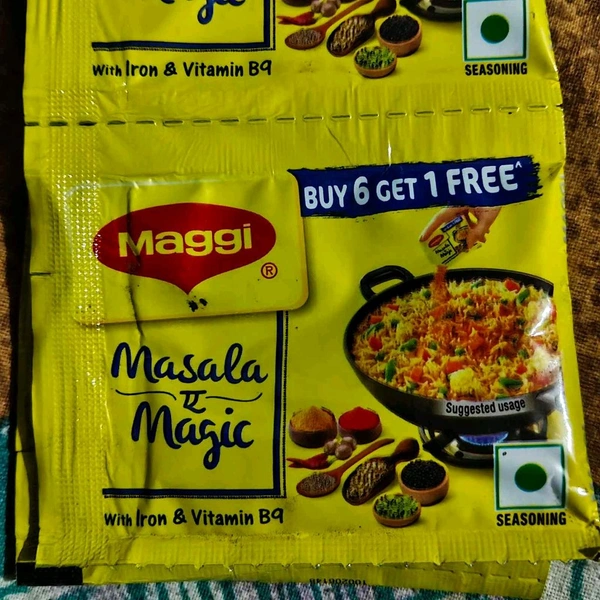 With Iron & Vitamin B9
SEASONING
BUY 6 GET 1 FREE^
Maggi ®
Masala
ए
Magic
Suggested usage
With Iron & Vitamin B9
SEASONING